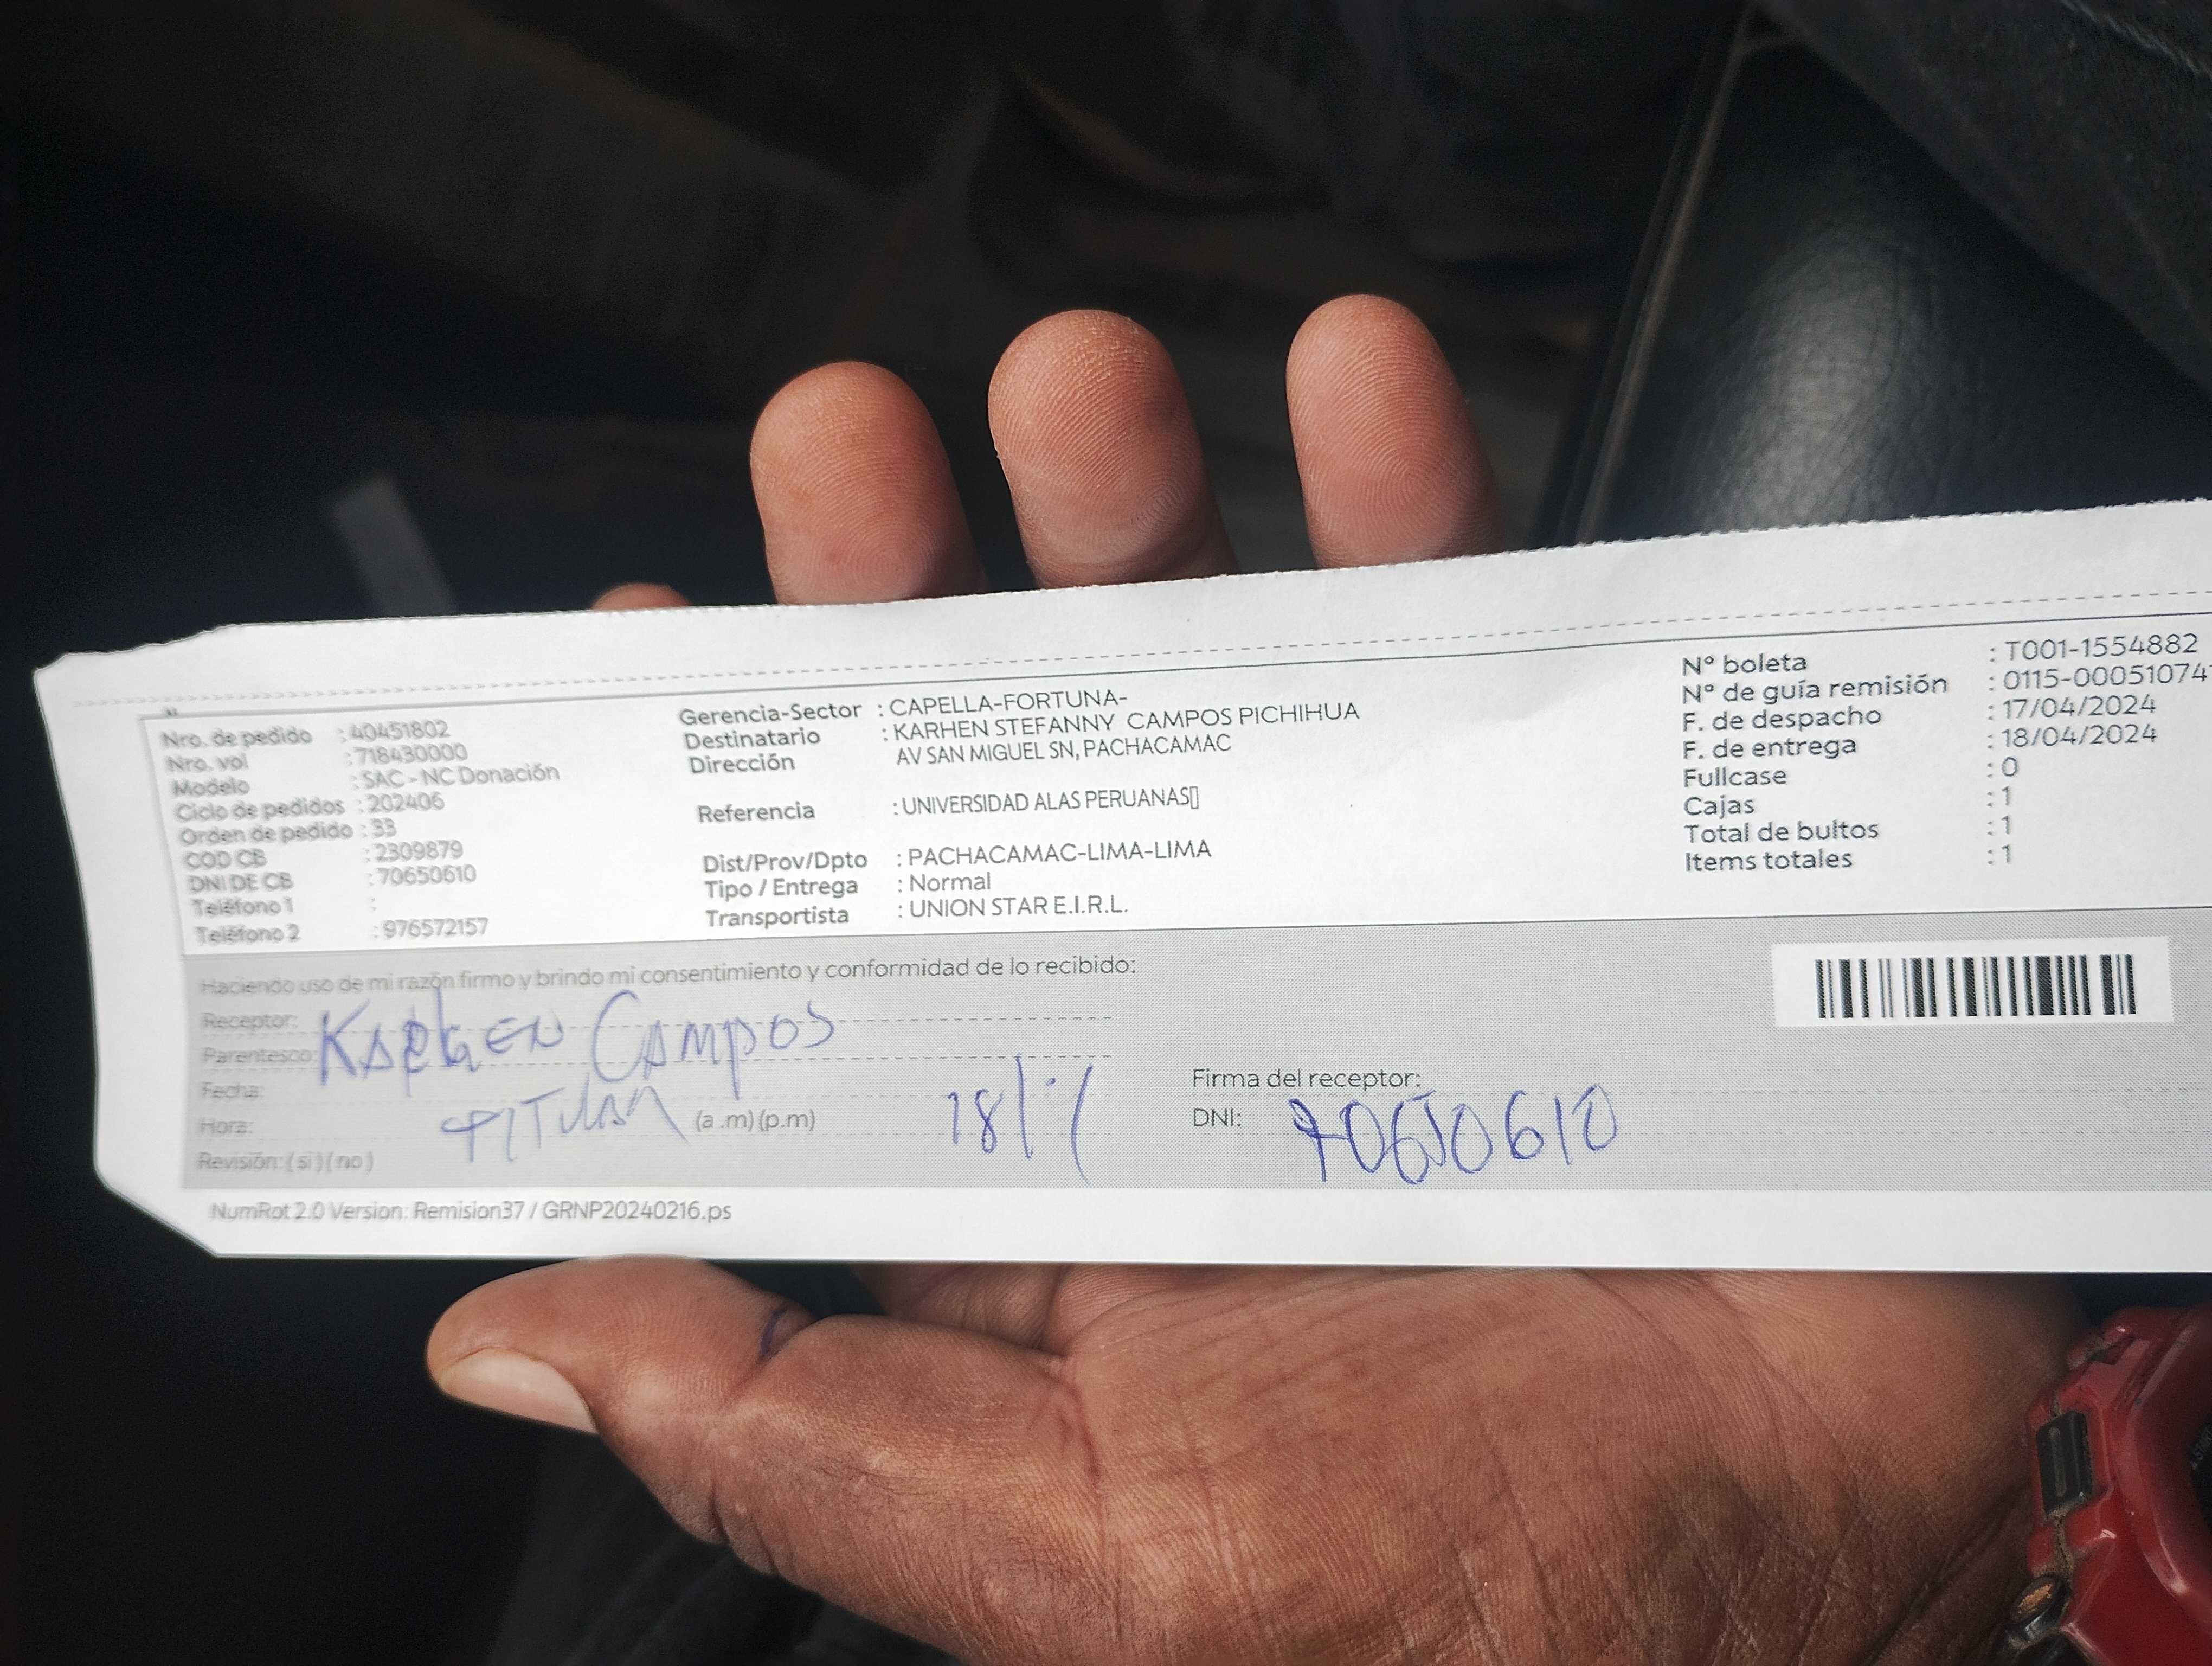 Nro. de pedido : 40451802
Nro. vol : 718430000
Modelo : SAC - NC Donación
Ciclo de pedidos : 202406
Orden de pedido : 33
COD CB : 2309879
DNI DE CB : 70650610
Teléfono 1 :
Teléfono 2 : 976572157
Gerencia-Sector : CAPELLA-FORTUNA-
Destinatario : KARHEN STEFANNY CAMPOS PICHIHUA
Dirección AV SAN MIGUEL SN, PACHACAMAC
Referencia : UNIVERSIDAD ALAS PERUANAS▯
Dist/Prov/Dpto : PACHACAMAC-LIMA-LIMA
Tipo / Entrega : Normal
Transportista : UNION STAR E.I.R.L.
N° boleta : T001-1554882
N° de guía remisión : 0115-00051074
F. de despacho : 17/04/2024
F. de entrega : 18/04/2024
Fullcase : 0
Cajas : 1
Total de bultos : 1
Items totales : 1
Haciendo uso de mi razón firmo y brindo mi consentimiento y conformidad de lo recibido:
Receptor: KARHEN CAMPOS
Parentesco:
Fecha:
Hora: TITULAR (a .m) (p.m) 18/
Revisión: ( si ) ( no )
Firma del receptor:
DNI: 70650610
NumRot 2.0 Version: Remision37 / GRNP20240216.ps